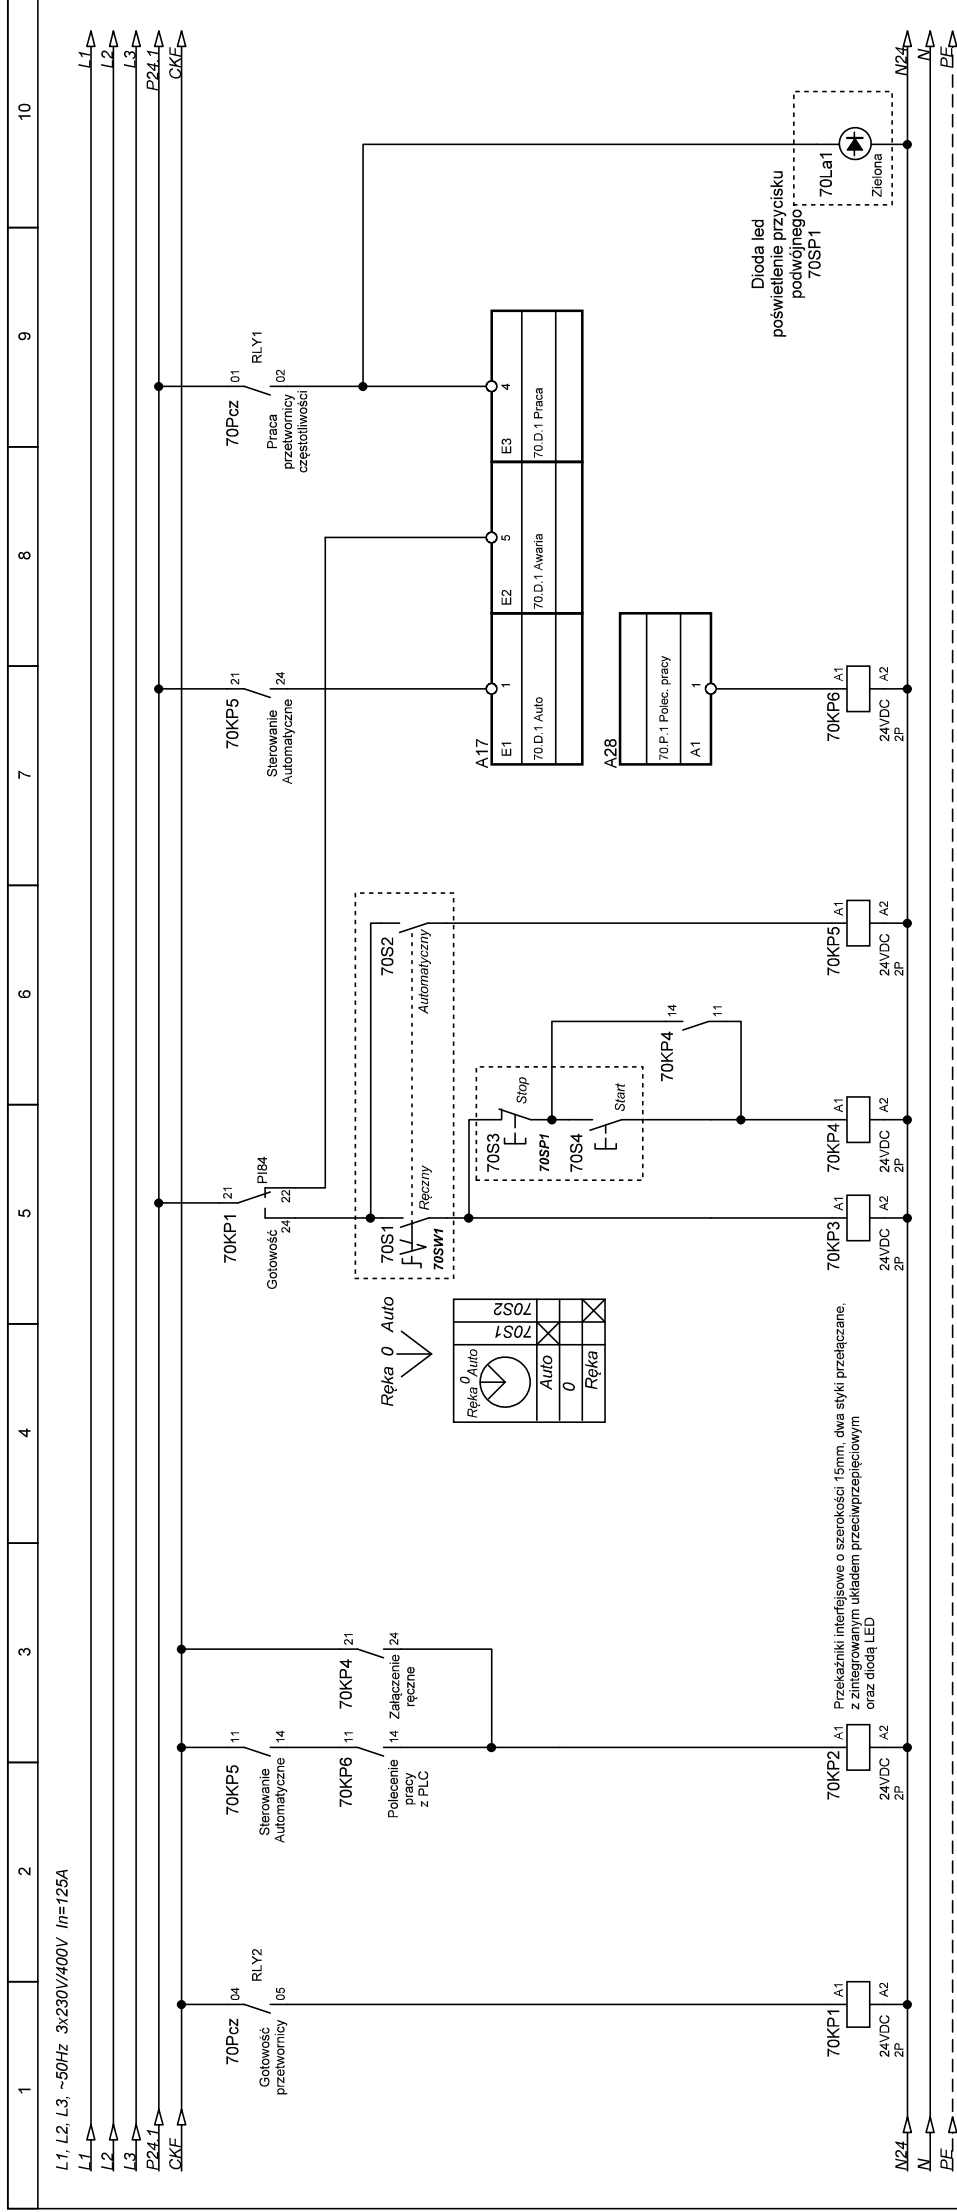 1
2
3
4
5
6
7
8
9
10
L1, L2, L3, ~50Hz 3x230V/400V In=125A
L1
L2
L3
P24.1
CKF
L1
L2
L3
P24.1
CKF
70Pcz
04
05
RLY2
Gotowość
przetwornicy
70KP1
A1
A2
24VDC
2P
70KP5
11
14
Sterowanie
Automatyczne
70KP6
11
14
Polecenie
pracy
z PLC
70KP4
21
24
Załączenie
ręczne
70KP2
A1
A2
24VDC
2P
Przekaźniki interfejsowe o szerokości 15mm, dwa styki przełączane,
z zintegrowanym układem przeciwprzepięciowym
oraz diodą LED
Ręka 0 Auto
Ręka 0 Auto
70S1
70S2
Auto
0
Ręka
70KP1
21
22
24
PI84
Gotowość
70S1
Ręczny
70SW1
70S2
Automatyczny
70S3
Stop
70SP1
70S4
Start
70KP4
14
11
70KP3
A1
A2
24VDC
2P
70KP4
A1
A2
24VDC
2P
70KP5
A1
A2
24VDC
2P
70KP5
21
24
Sterowanie
Automatyczne
A17
E1
1
70.D.1 Auto
E2
5
70.D.1 Awaria
E3
4
70.D.1 Praca
A28
70.P.1 Polec. pracy
A1
1
70KP6
A1
A2
24VDC
2P
70Pcz
01
02
RLY1
Praca
przetwornicy
częstotliwości
Dioda led
poświetlenie przycisku
podwójnego
70SP1
70La1
Zielona
N24
N
PE
N24
N
PE